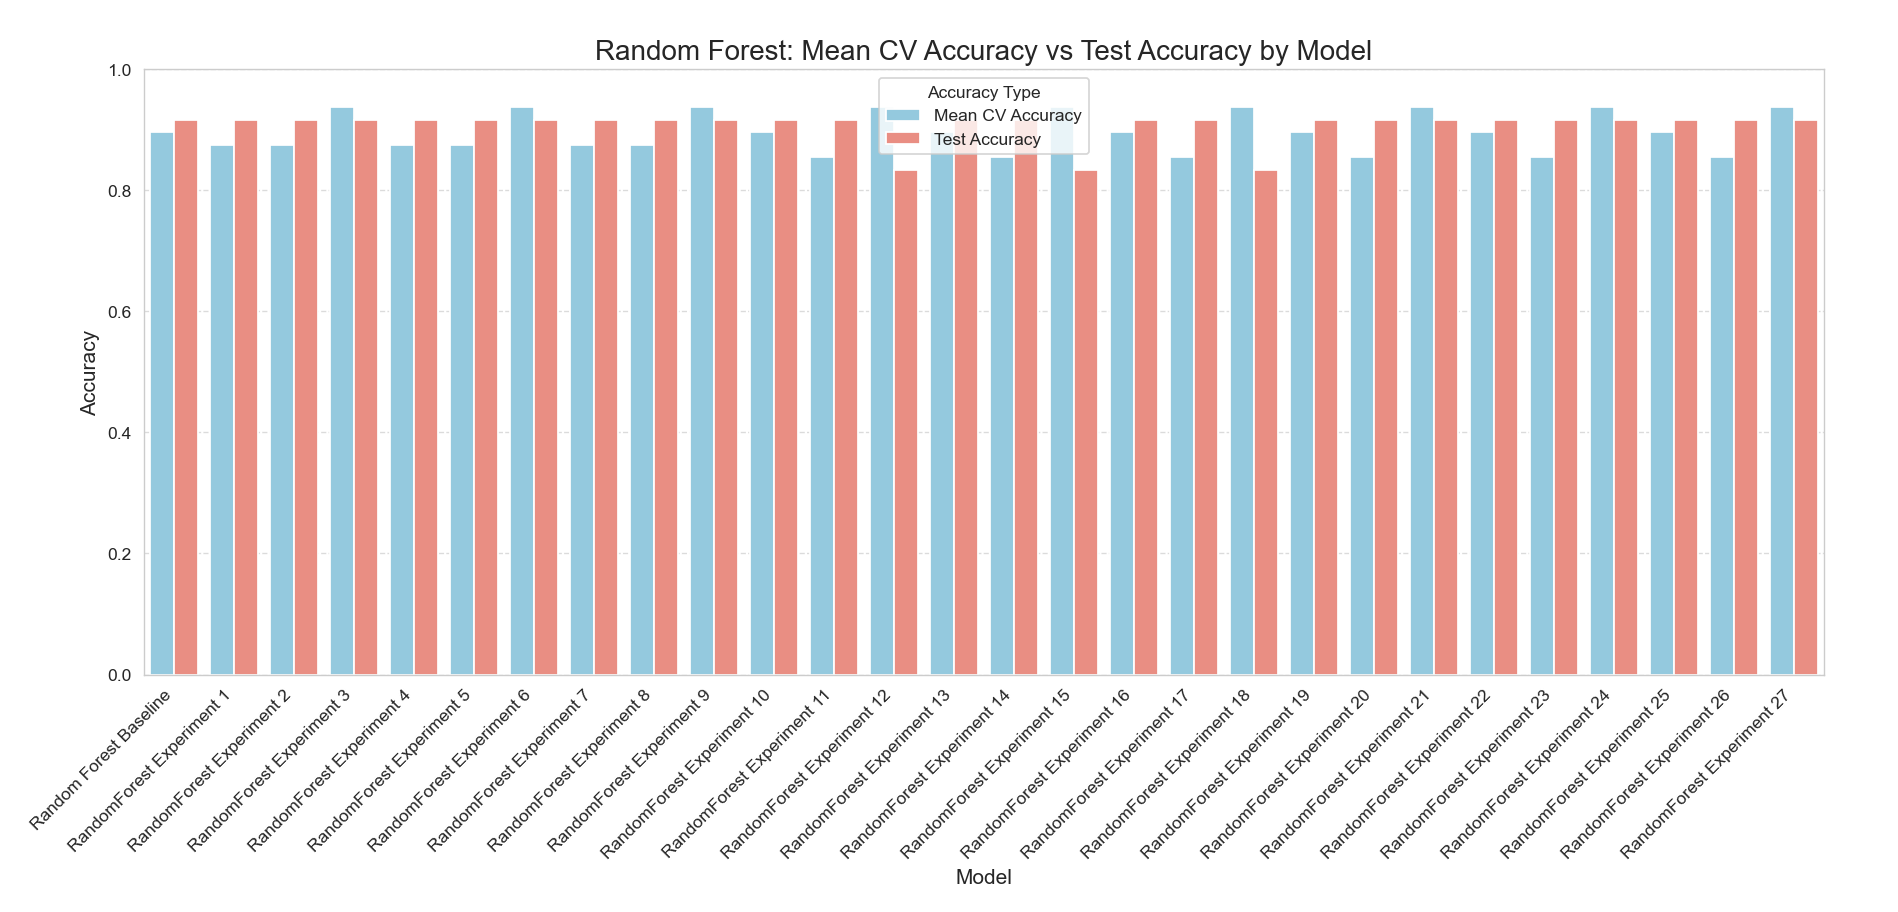 Random Forest: Mean CV Accuracy vs Test Accuracy by Model
Accuracy Type
Mean CV Accuracy
Test Accuracy
Accuracy
1.0
0.8
0.6
0.4
0.2
0.0
Random Forest Baseline
RandomForest Experiment 1
RandomForest Experiment 2
RandomForest Experiment 3
RandomForest Experiment 4
RandomForest Experiment 5
RandomForest Experiment 6
RandomForest Experiment 7
RandomForest Experiment 8
RandomForest Experiment 9
RandomForest Experiment 10
RandomForest Experiment 11
RandomForest Experiment 12
RandomForest Experiment 13
RandomForest Experiment 14
RandomForest Experiment 15
RandomForest Experiment 16
RandomForest Experiment 17
RandomForest Experiment 18
RandomForest Experiment 19
RandomForest Experiment 20
RandomForest Experiment 21
RandomForest Experiment 22
RandomForest Experiment 23
RandomForest Experiment 24
RandomForest Experiment 25
RandomForest Experiment 26
RandomForest Experiment 27
Model